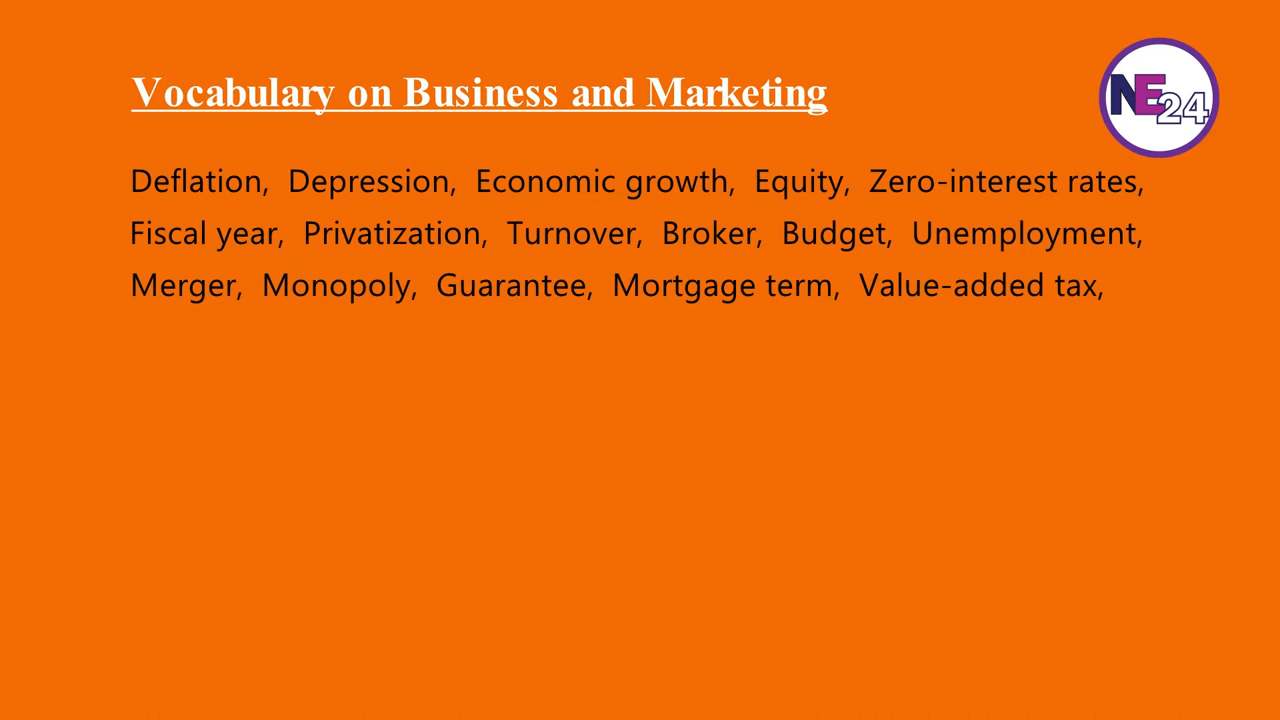 Vocabulary on Business and Marketing
NE24
Deflation, Depression, Economic growth, Equity, Zero-interest rates,
Fiscal year, Privatization, Turnover, Broker, Budget, Unemployment,
Merger, Monopoly, Guarantee, Mortgage term, Value-added tax,